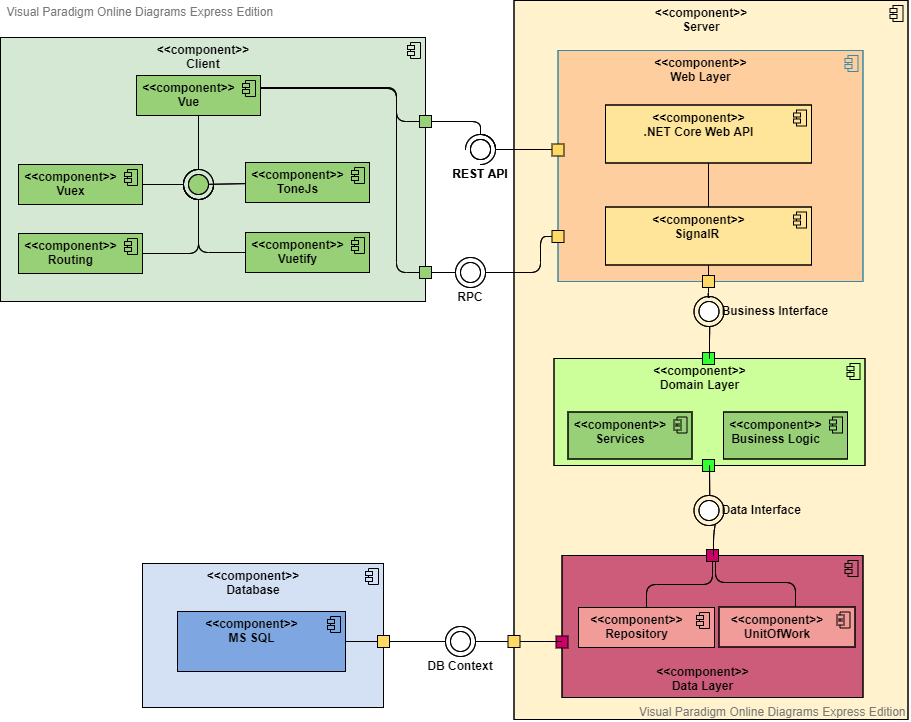 Visual Paradigm Online Diagrams Express Edition
<<component>>
Server
<<component>>
Client
<<component>>
Web Layer
<<component>>
Vue
<<component>>
.NET Core Web API
REST API
<<component>>
Vuex
<<component>>
ToneJs
<<component>>
SignalR
<<component>>
Routing
<<component>>
Vuetify
RPC
Business Interface
<<component>>
Domain Layer
<<component>>
Services
<<component>>
Business Logic
Data Interface
<<component>>
Database
<<component>>
MS SQL
DB Context
<<component>>
Repository
<<component>>
UnitOfWork
<<component>>
Data Layer
Visual Paradigm Online Diagrams Express Edition